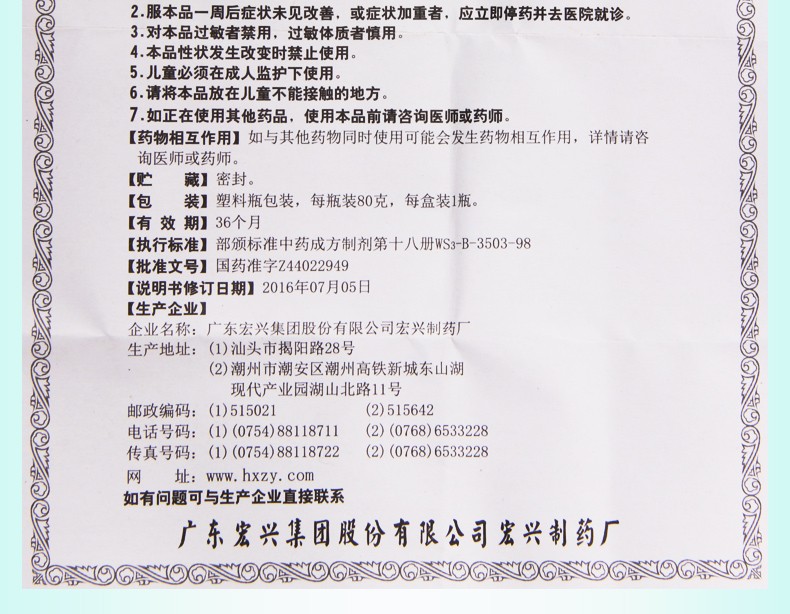 2.服本品一周后症状未见改善，或症状加重者，应立即停药并去医院就诊。
3.对本品过敏者禁用，过敏体质者慎用。
4.本品性状发生改变时禁止使用。
5.儿童必须在成人监护下使用。
6.请将本品放在儿童不能接触的地方。
7.如正在使用其他药品，使用本品前请咨询医师或药师。
【药物相互作用】如与其他药物同时使用可能会发生药物相互作用，详情请咨
询医师或药师。
【贮　　藏】密封。
【包　　装】塑料瓶包装，每瓶装80克，每盒装1瓶。
【有 效 期】36个月
【执行标准】部颁标准中药成方制剂第十八册WS3-B-3503-98
【批准文号】国药准字Z44022949
【说明书修订日期】2016年07月05日
【生产企业】
企业名称：广东宏兴集团股份有限公司宏兴制药厂
生产地址：(1)汕头市揭阳路28号
(2)潮州市潮安区潮州高铁新城东山湖
现代产业园湖山北路11号
邮政编码：(1)515021 (2)515642
电话号码：(1)(0754)88118711 (2)(0768)6533228
传真号码：(1)(0754)88118722 (2)(0768)6533228
网　　址：www.hxzy.com
如有问题可与生产企业直接联系
广东宏兴集团股份有限公司宏兴制药厂